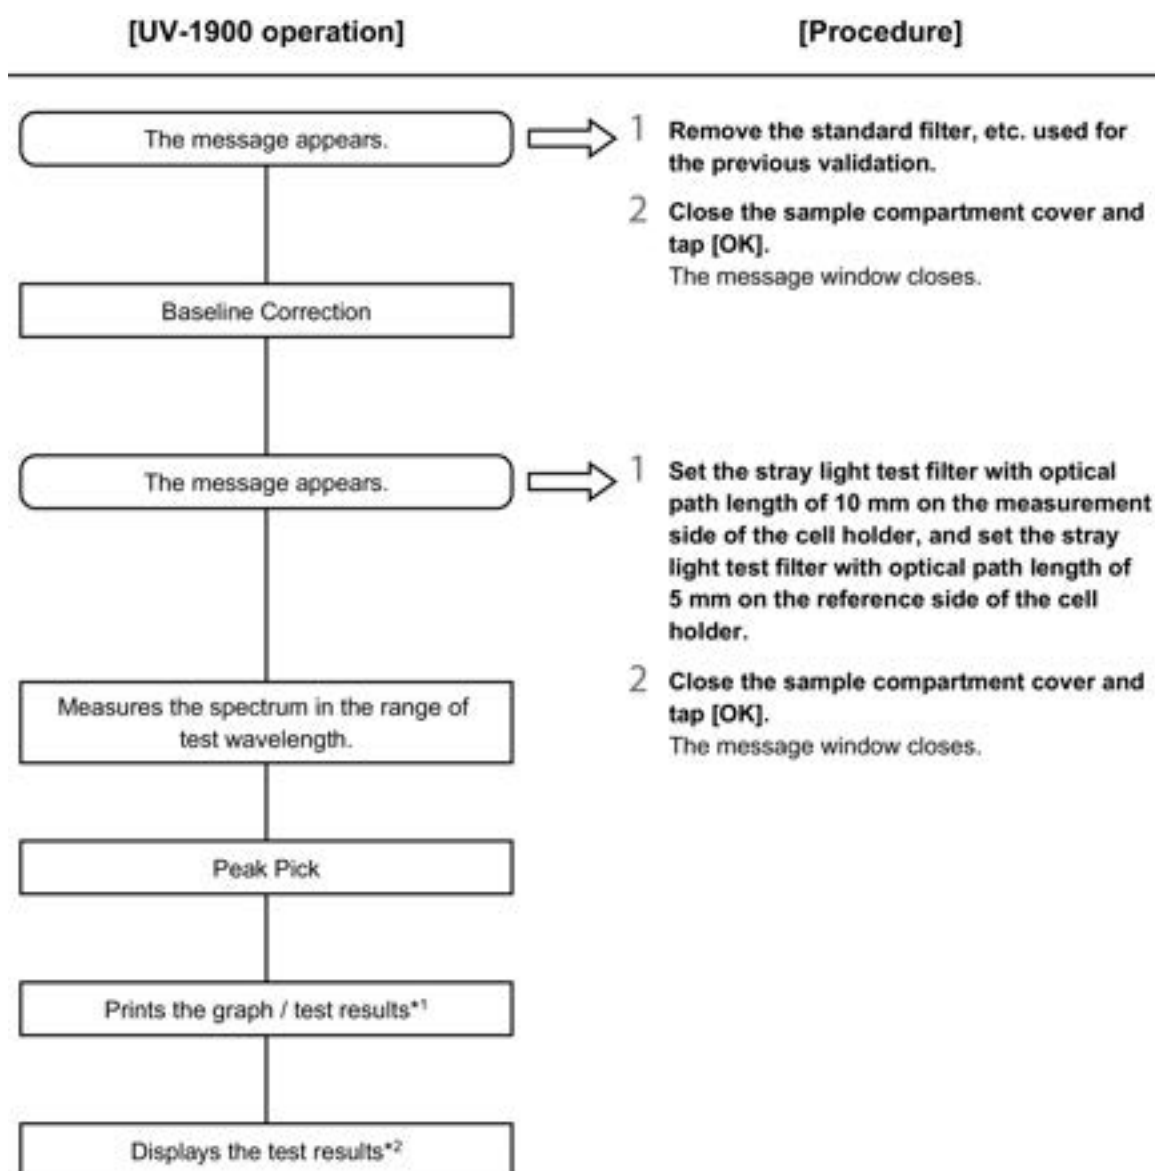 [UV-1900 operation] [Procedure]
The message appears.
1 Remove the standard filter, etc. used for
the previous validation.
2 Close the sample compartment cover and
tap [OK].
The message window closes.
Baseline Correction
The message appears.
1 Set the stray light test filter with optical
path length of 10 mm on the measurement
side of the cell holder, and set the stray
light test filter with optical path length of
5 mm on the reference side of the cell
holder.
2 Close the sample compartment cover and
tap [OK].
The message window closes.
Measures the spectrum in the range of
test wavelength.
Peak Pick
Prints the graph / test results*1
Displays the test results*2